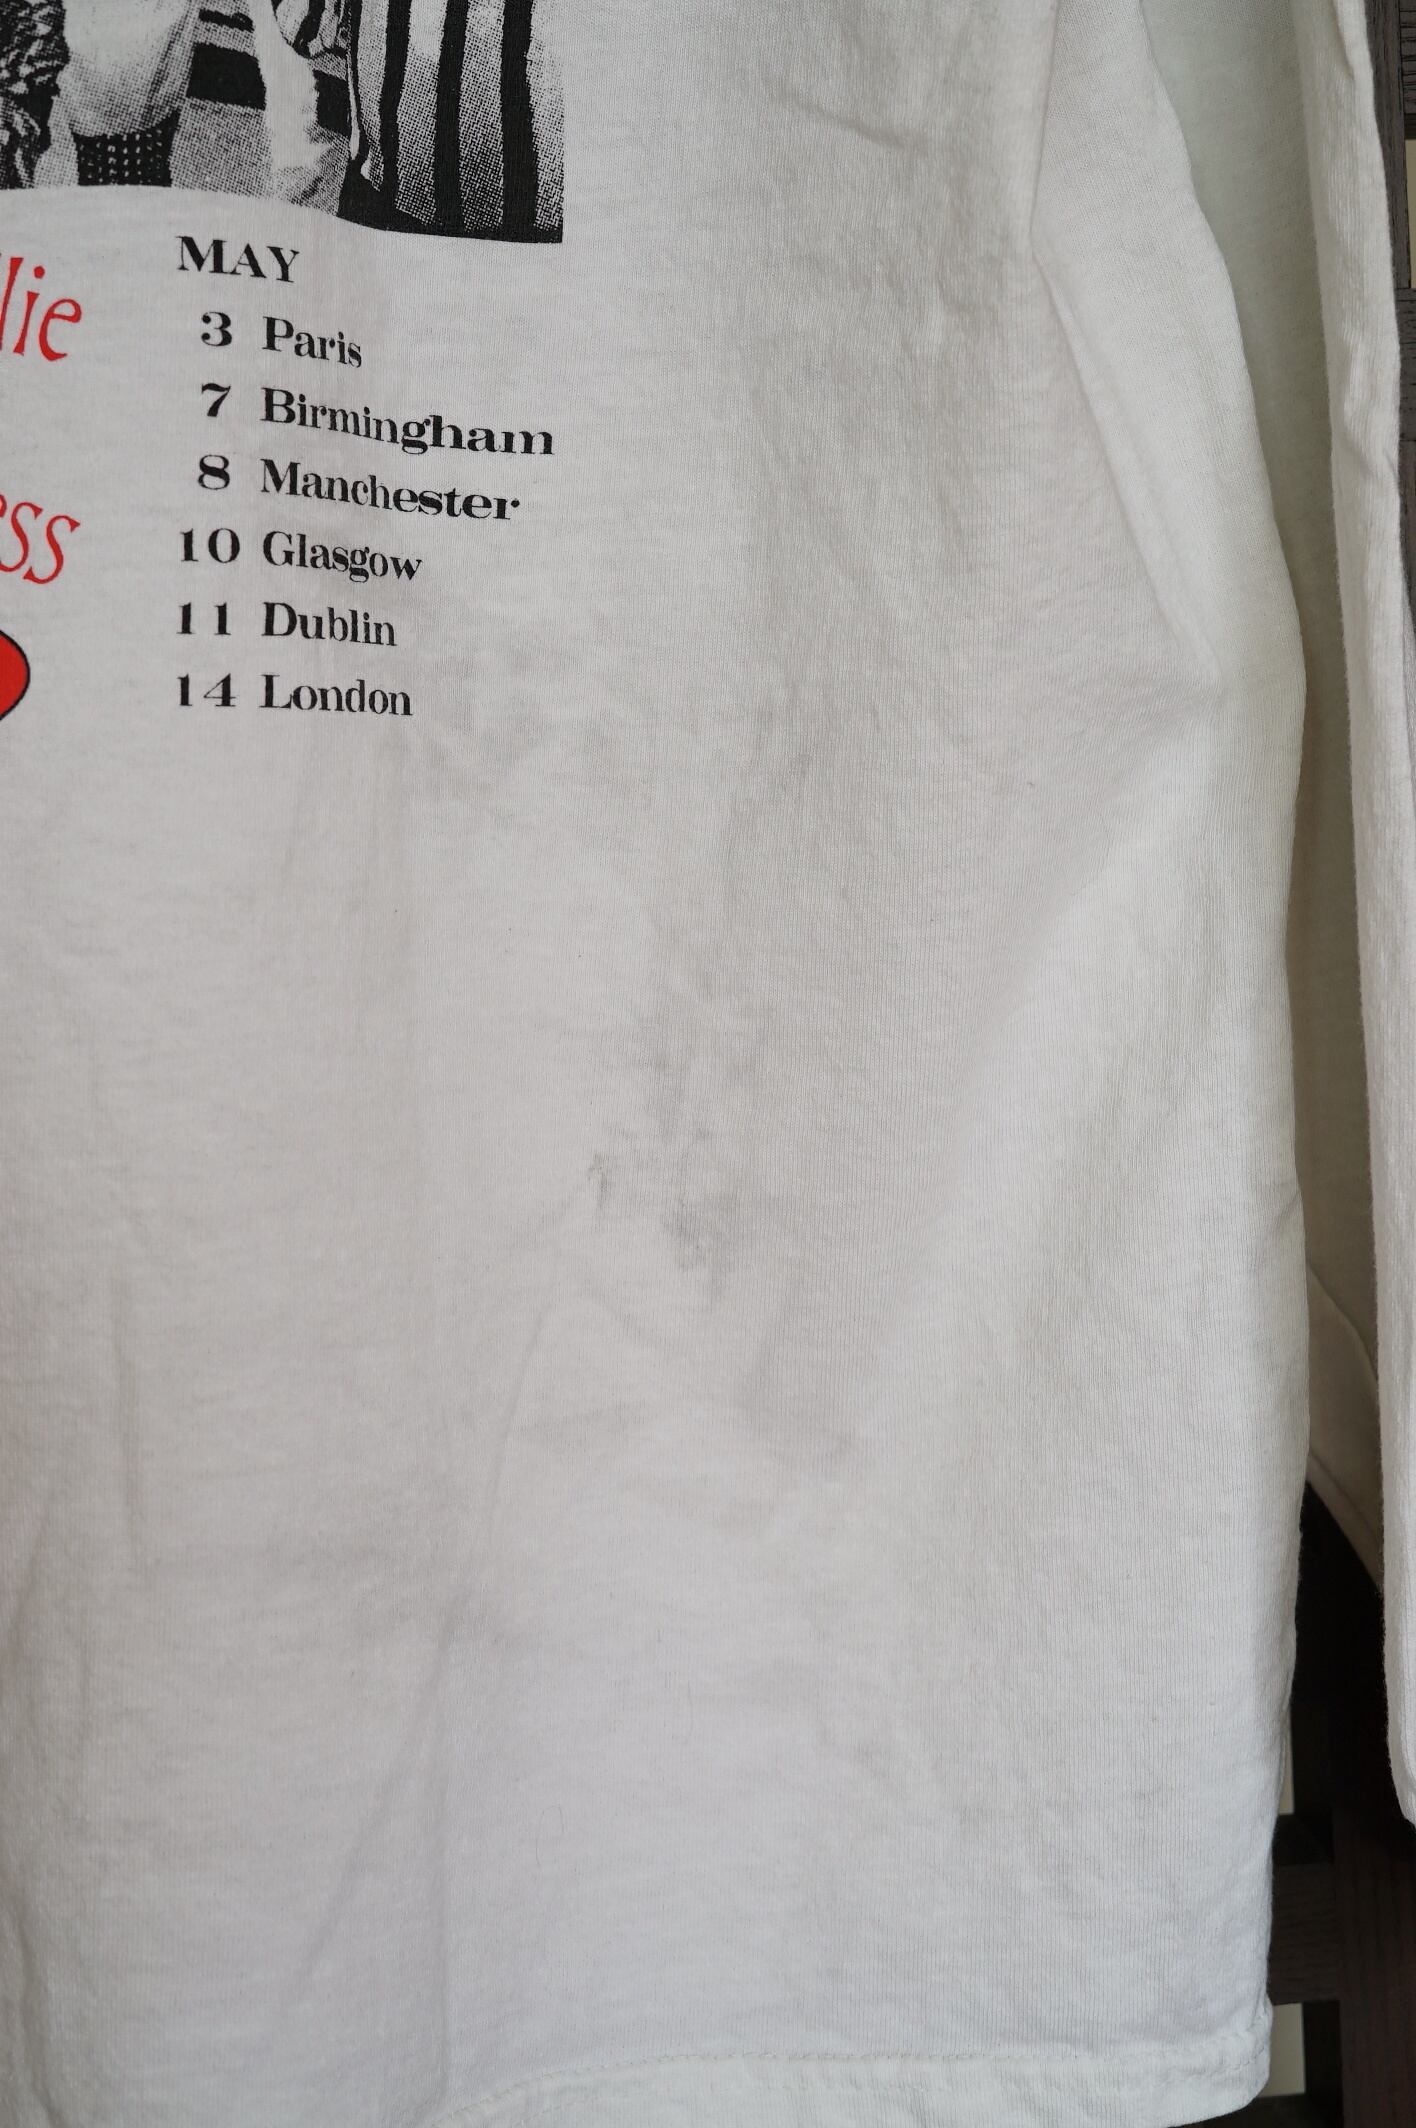 MAY
3 Paris
7 Birmingham
8 Manchester
10 Glasgow
11 Dublin
14 London